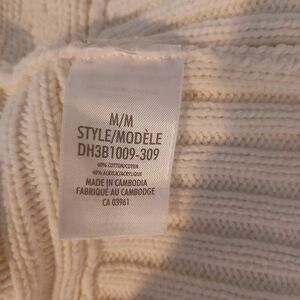 M/M
STYLE/MODÈLE
DH3B1009-309
60% COTTON/COTON
40% ACRYLIC/ACRYLIQUE
MADE IN CAMBODIA
FABRIQUÉ AU CAMBODGE
CA 03961